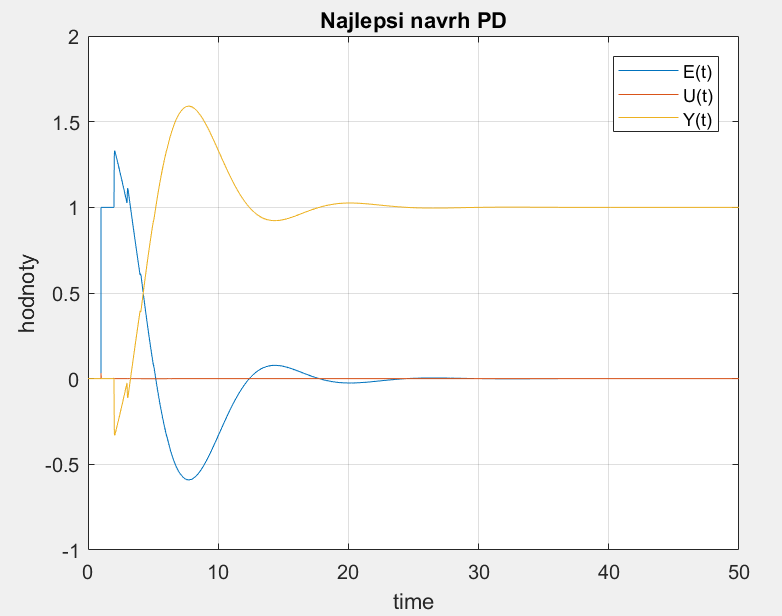 Najlepsi navrh PD
2
1.5
1
0.5
0
-0.5
-1
hodnoty
E(t)
U(t)
Y(t)
0 10 20 30 40 50
time